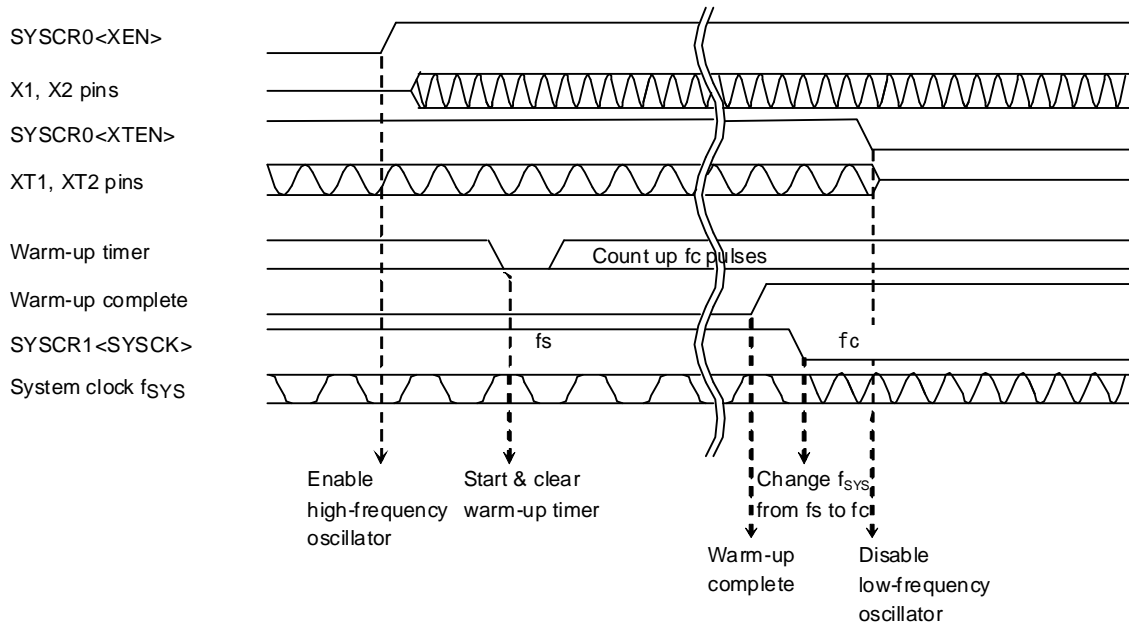 SYSCR0<XEN>
X1, X2 pins
SYSCR0<XTEN>
XT1, XT2 pins
Warm-up timer
Count up fc pulses
Warm-up complete
SYSCR1<SYSCK>
fs
fc
System clock fSYS
Enable
high-frequency
oscillator
Start & clear
warm-up timer
Change fSYS
from fs to fc
Warm-up
complete
Disable
low-frequency
oscillator